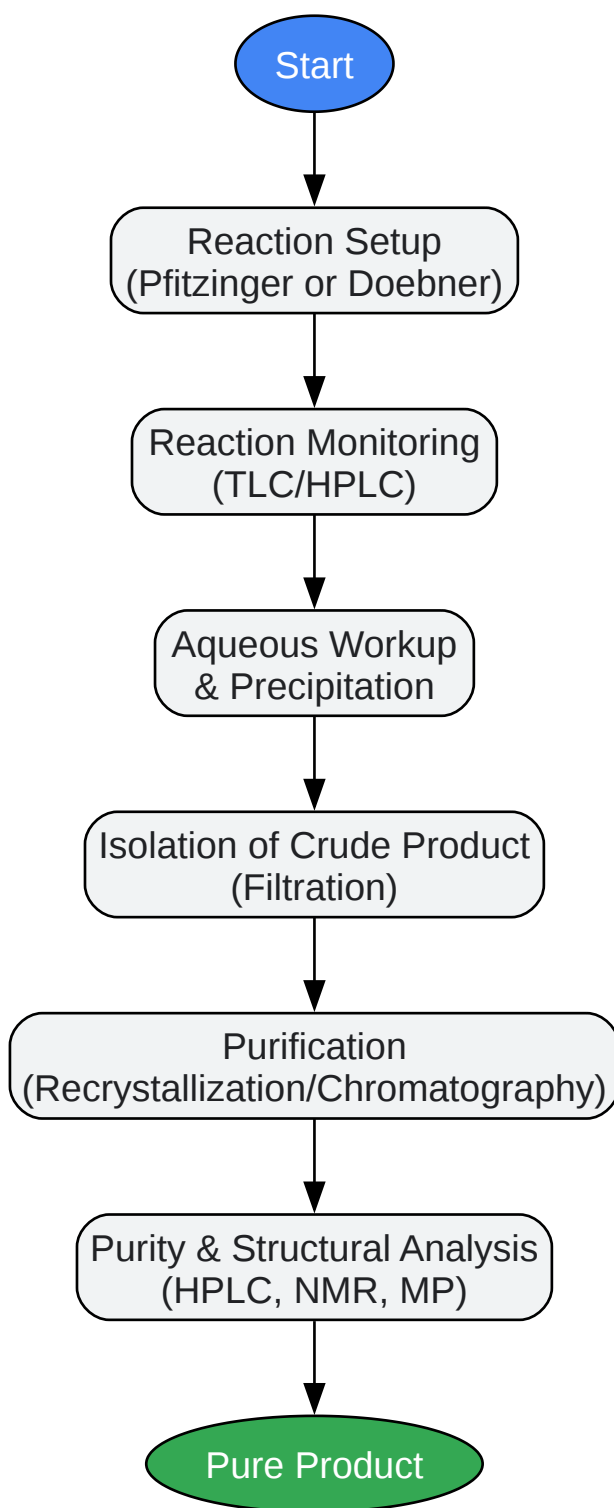 Start
Reaction Setup
(Pfitzinger or Doebner)
Reaction Monitoring
(TLC/HPLC)
Aqueous Workup
& Precipitation
Isolation of Crude Product
(Filtration)
Purification
(Recrystallization/Chromatography)
Purity & Structural Analysis
(HPLC, NMR, MP)
Pure Product